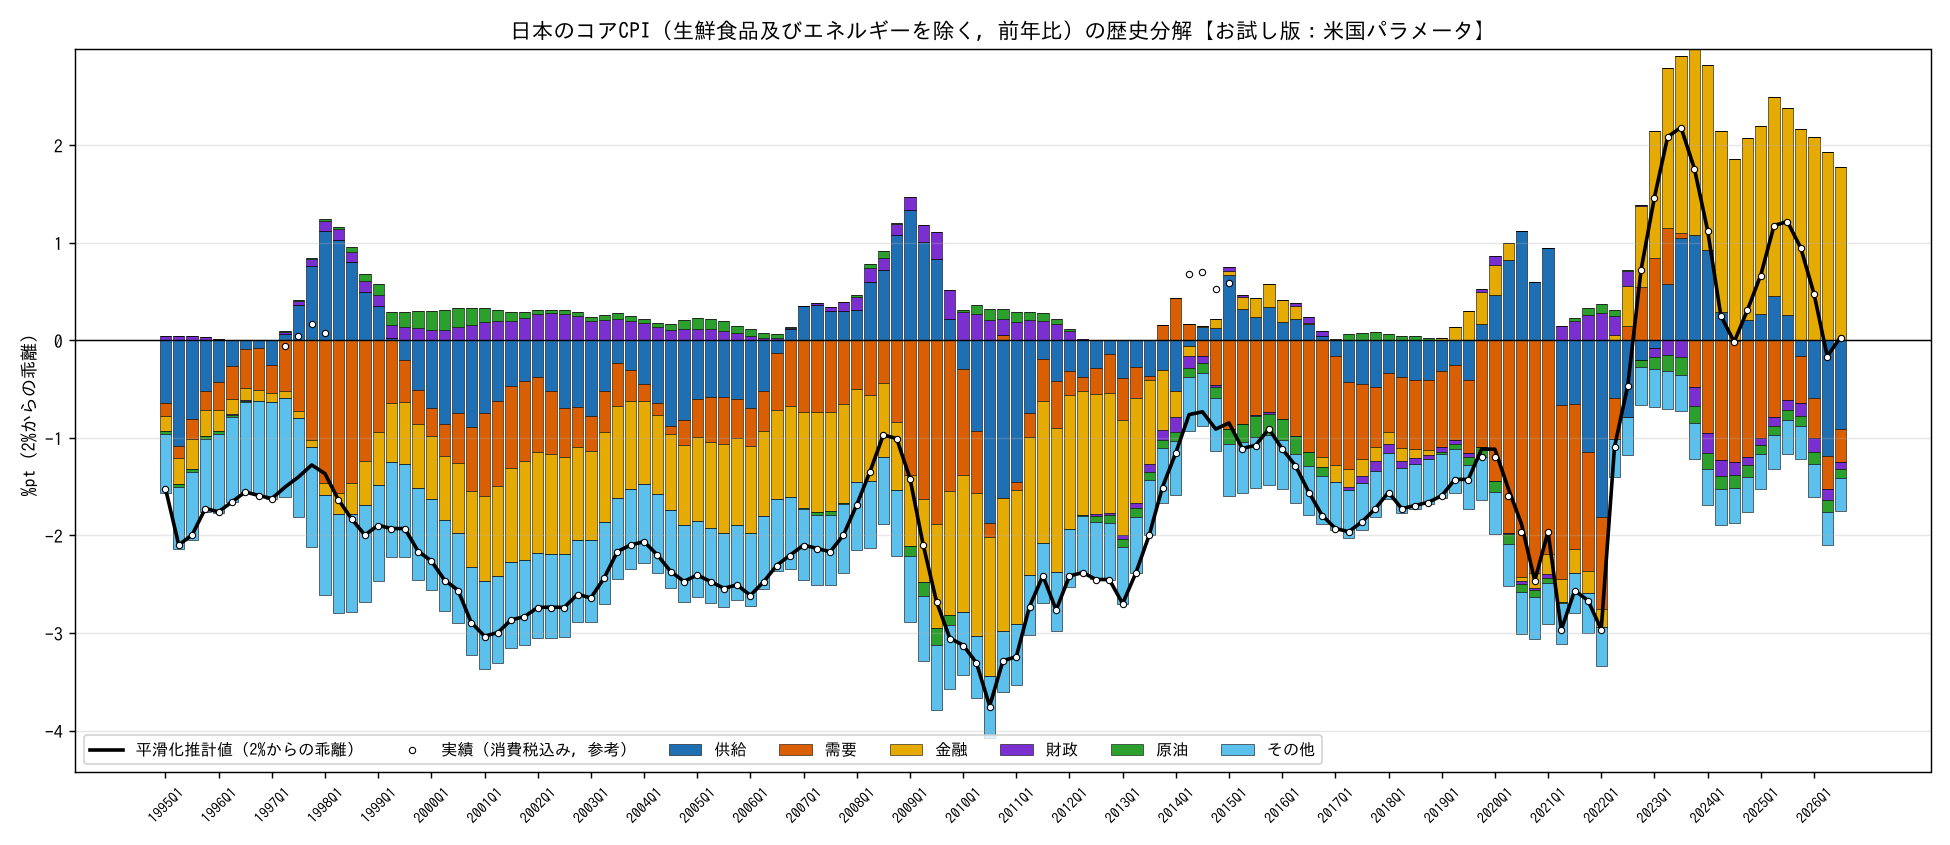 日本のコアCPI（生鮮食品及びエネルギーを除く，前年比）の歴史分解【お試し版：米国パラメータ】
%pt（2%からの乖離）
2
1
0
-1
-2
-3
-4
平滑化推計値（2%からの乖離） 実績（消費税込み，参考） 供給 需要 金融 財政 原油 その他
1995Q1 1996Q1 1997Q1 1998Q1 1999Q1 2000Q1 2001Q1 2002Q1 2003Q1 2004Q1 2005Q1 2006Q1 2007Q1 2008Q1 2009Q1 2010Q1 2011Q1 2012Q1 2013Q1 2014Q1 2015Q1 2016Q1 2017Q1 2018Q1 2019Q1 2020Q1 2021Q1 2022Q1 2023Q1 2024Q1 2025Q1 2026Q1